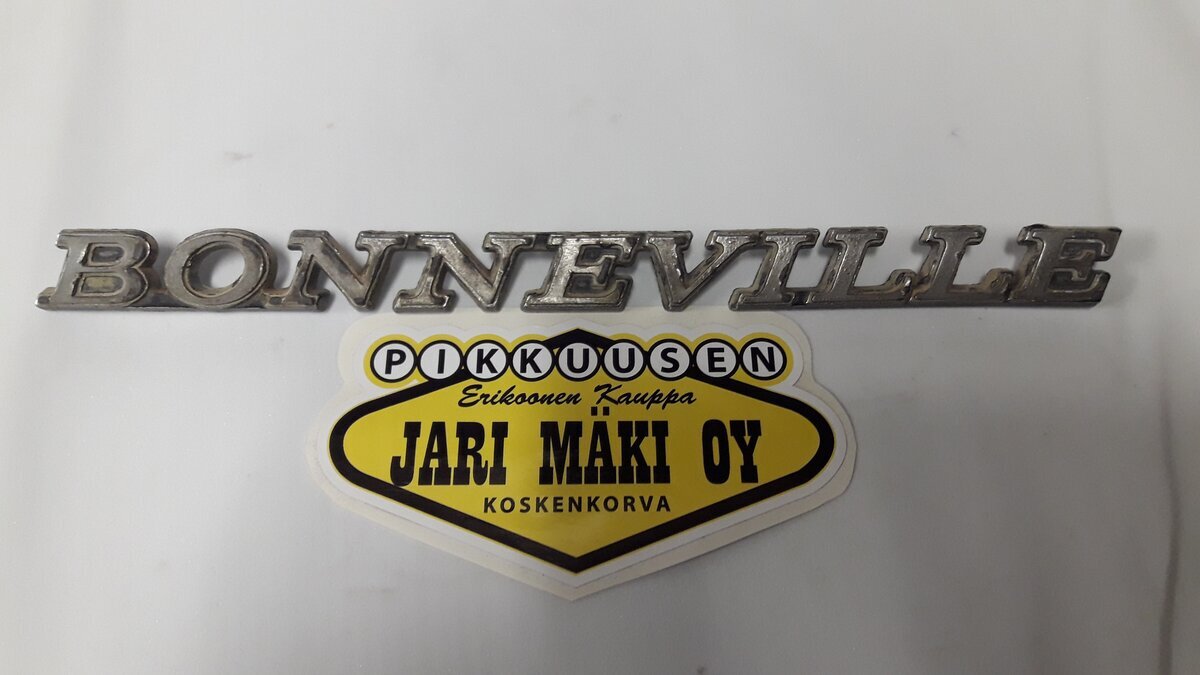 BONNEVILLE
PIKKUUSEN
Erikoonen Kauppa
JARI MÄKI OY
KOSKENKORVA